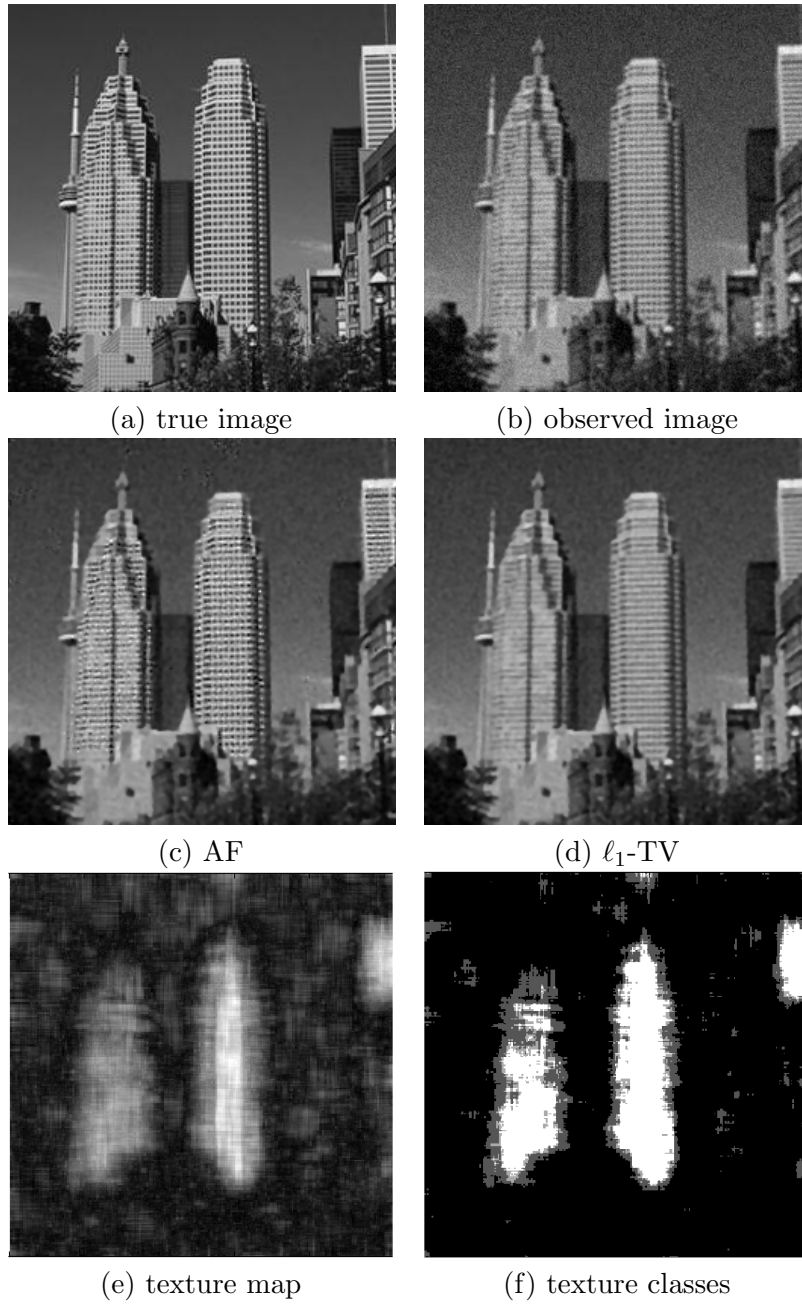 (a) true image
(b) observed image
(c) AF
(d) ℓ₁-TV
(e) texture map
(f) texture classes